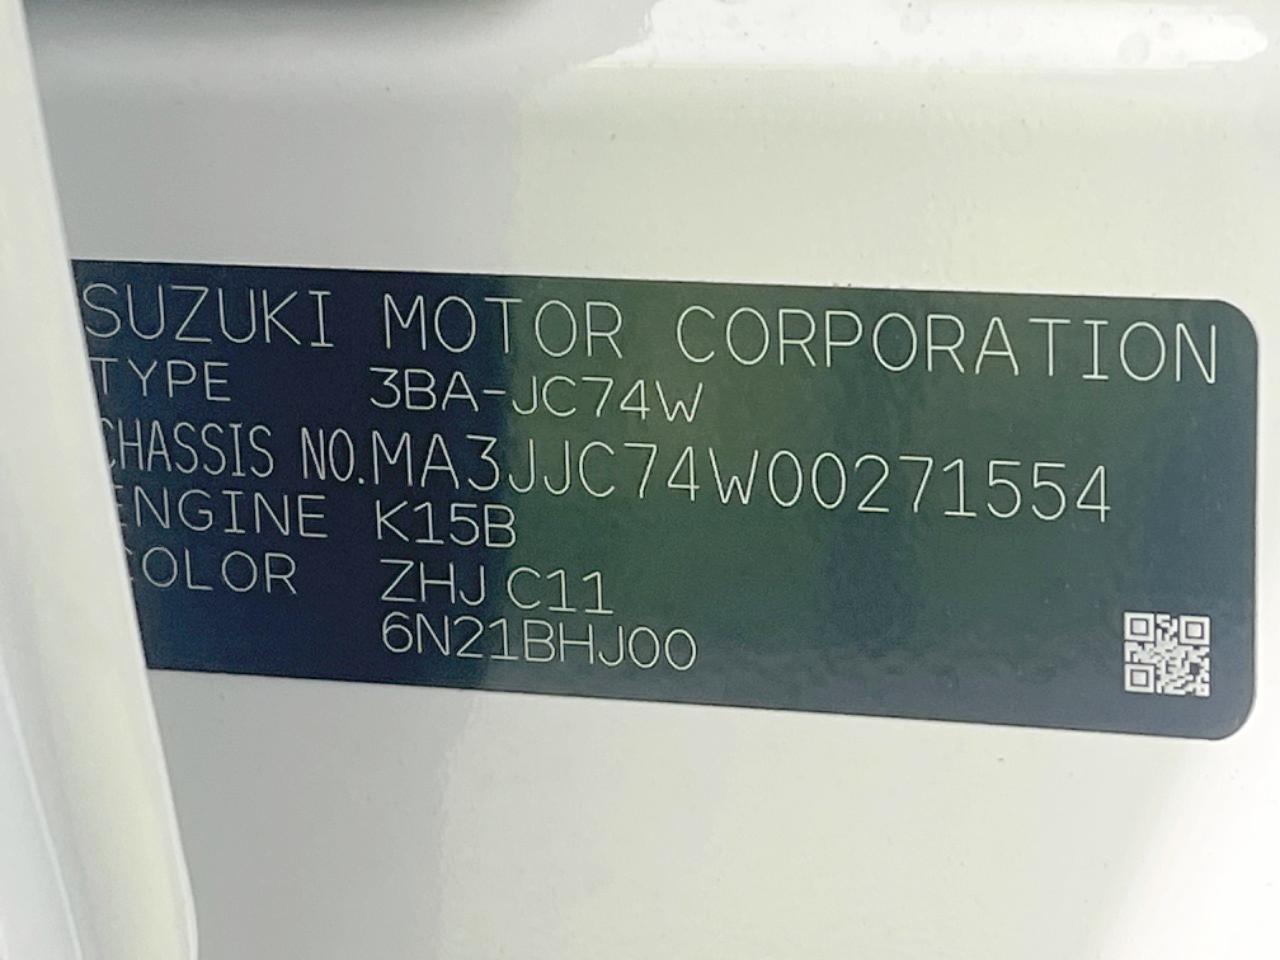 SUZUKI MOTOR CORPORATION
TYPE 3BA-JC74W
CHASSIS NO.MA3JJC74W00271554
ENGINE K15B
COLOR ZHJ C11
6N21BHJ00